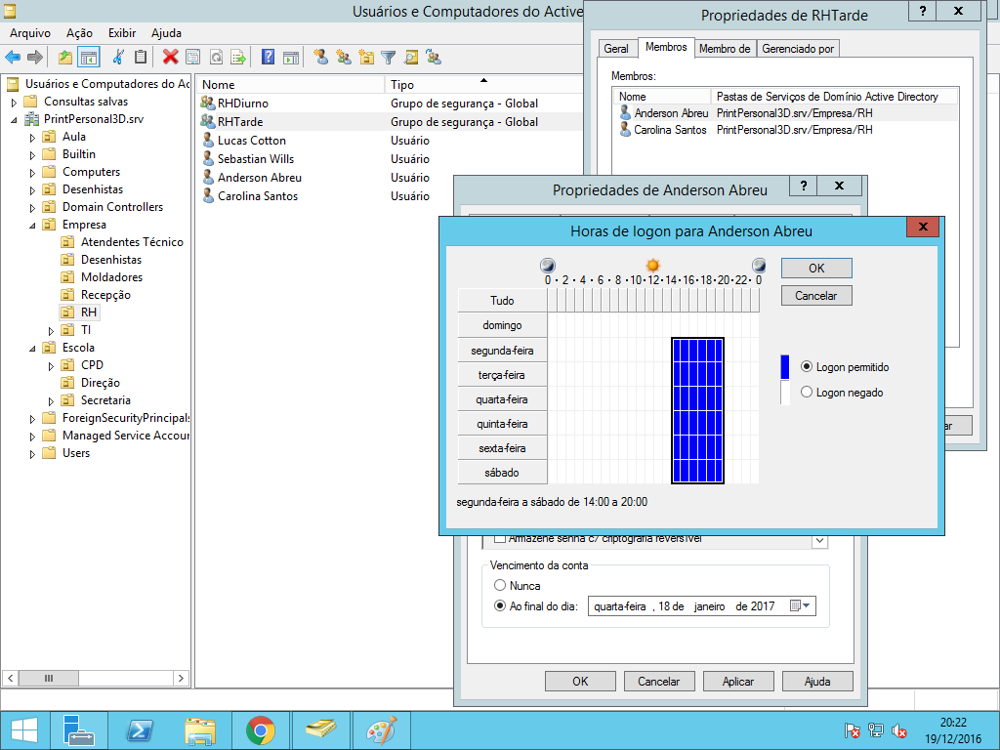 Usuários e Computadores do Active
Arquivo Ação Exibir Ajuda
Usuários e Computadores do Ac
Consultas salvas
PrintPersonal3D.srv
Aula
Builtin
Computers
Desenhistas
Domain Controllers
Empresa
Atendentes Técnico
Desenhistas
Moldadores
Recepção
RH
TI
Escola
CPD
Direção
Secretaria
ForeignSecurityPrincipals
Managed Service Accour
Users
Nome Tipo
RHDiurno Grupo de segurança - Global
RHTarde Grupo de segurança - Global
Lucas Cotton Usuário
Sebastian Wills Usuário
Anderson Abreu Usuário
Carolina Santos Usuário
Propriedades de RHTarde
? X
Geral Membros Membro de Gerenciado por
Membros:
Nome Pastas de Serviços de Domínio Active Directory
Anderson Abreu PrintPersonal3D.srv/Empresa/RH
Carolina Santos PrintPersonal3D.srv/Empresa/RH
ar
Propriedades de Anderson Abreu
? X
Horas de logon para Anderson Abreu
X
0 · 2 · 4 · 6 · 8 · 10 · 12 · 14 · 16 · 18 · 20 · 22 · 0
Tudo
domingo
segunda-feira
terça-feira
quarta-feira
quinta-feira
sexta-feira
sábado
OK
Cancelar
Logon permitido
Logon negado
segunda-feira a sábado de 14:00 a 20:00
Armazene senha c/ criptografia reversível
Vencimento da conta
Nunca
Ao final do dia: quarta-feira , 18 de janeiro de 2017
OK Cancelar Aplicar Ajuda
20:22
19/12/2016